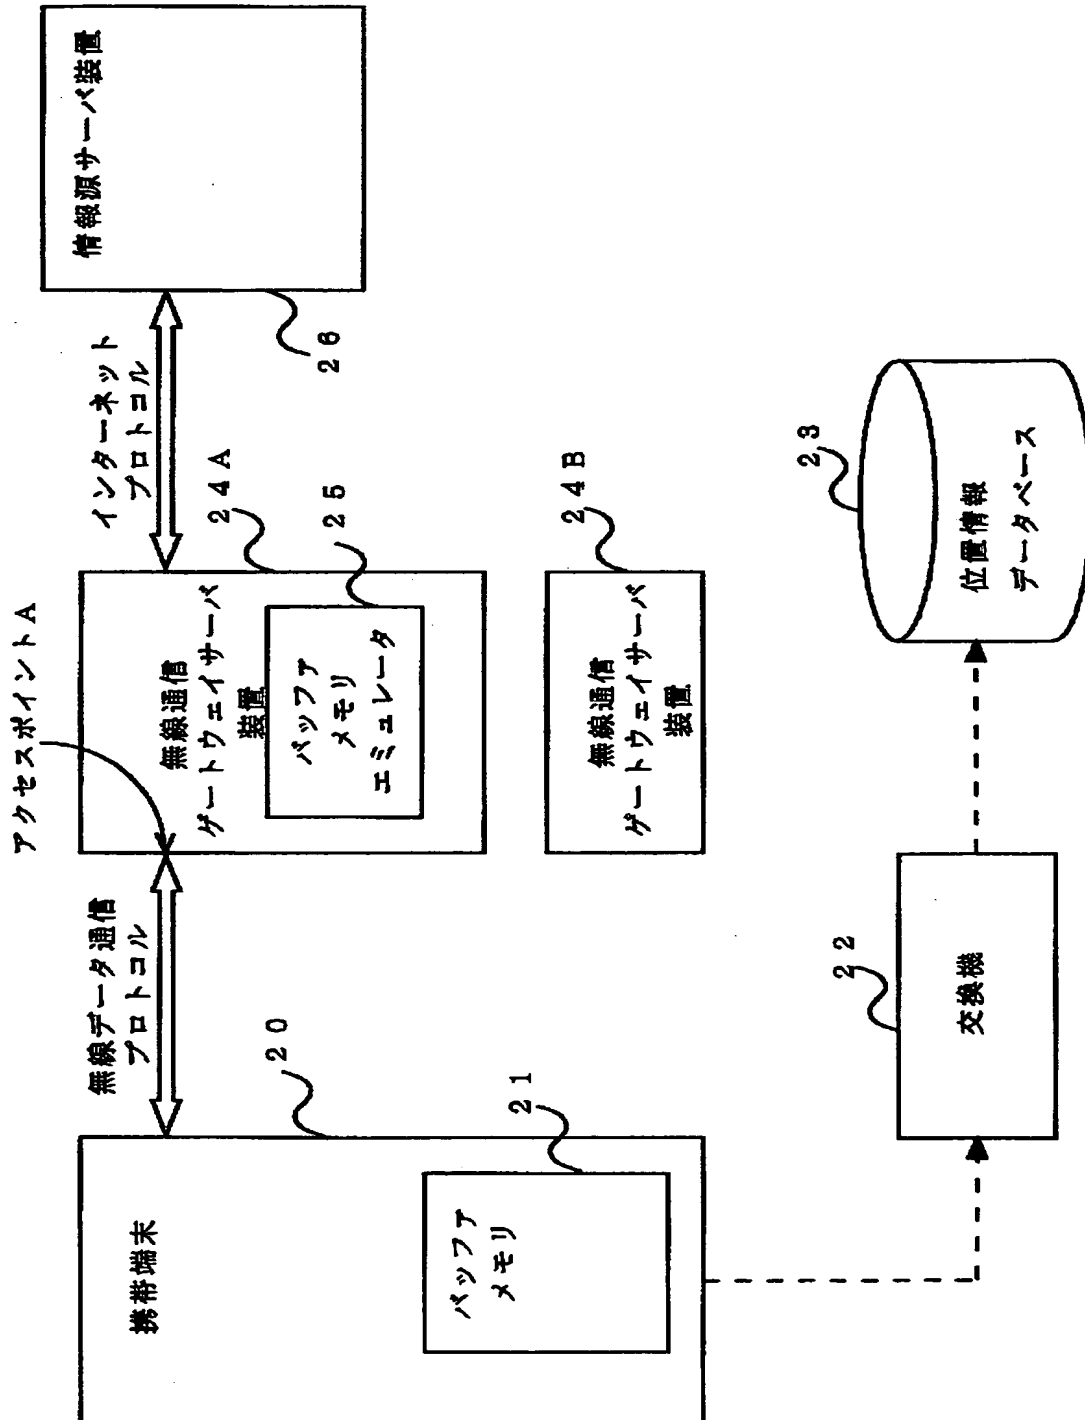 携帯端末
バッファ
メモリ
20
21
無線データ通信
プロトコル
アクセスポイントA
無線通信
ゲートウェイサーバ
装置
バッファ
メモリ
エミュレータ
24A
25
インターネット
プロトコル
情報源サーバ装置
26
無線通信
ゲートウェイサーバ
装置
24B
交換機
22
位置情報
データベース
23